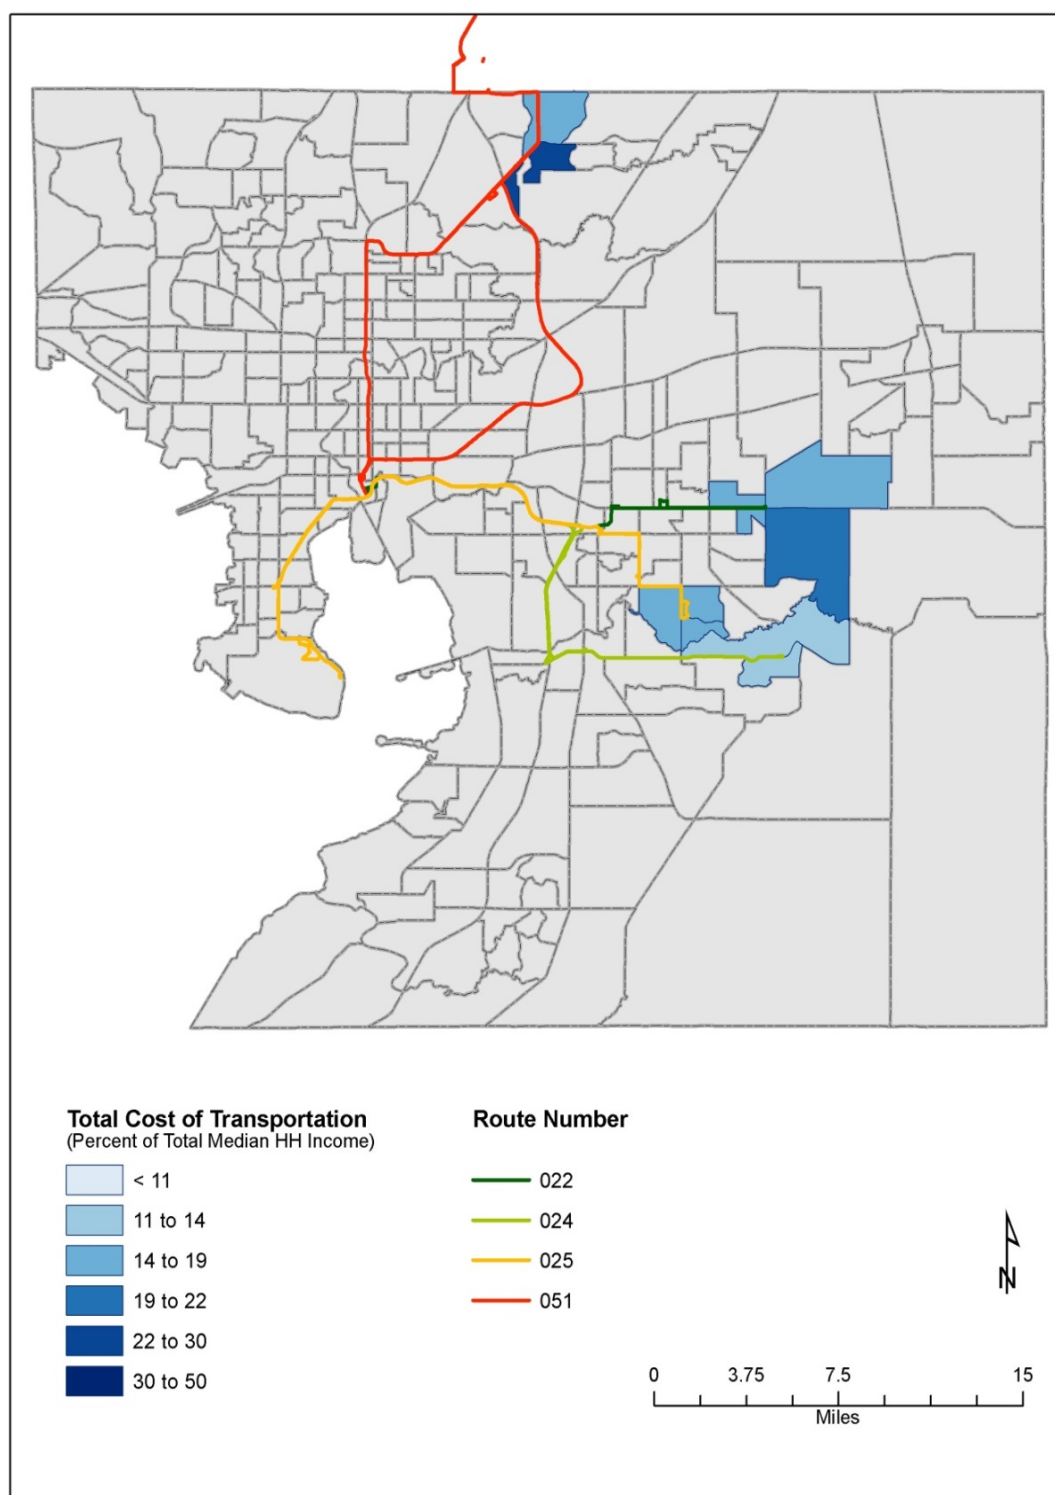 Total Cost of Transportation
(Percent of Total Median HH Income)
< 11
11 to 14
14 to 19
19 to 22
22 to 30
30 to 50
Route Number
022
024
025
051
N
0 3.75 7.5 15
Miles